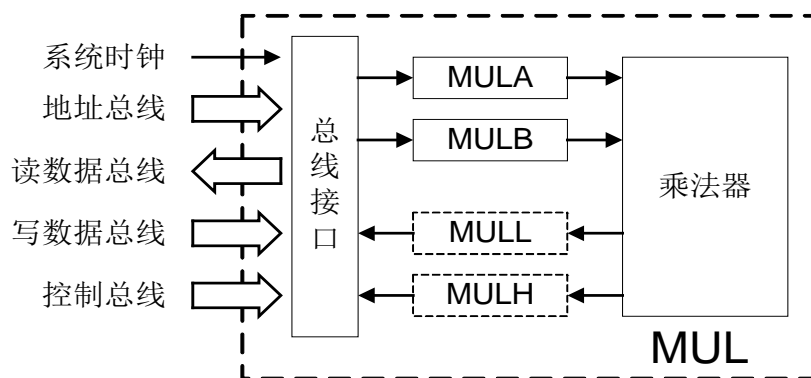 系统时钟
地址总线
读数据总线
写数据总线
控制总线
总线接口
MULA
MULB
MULL
MULH
乘法器
MUL